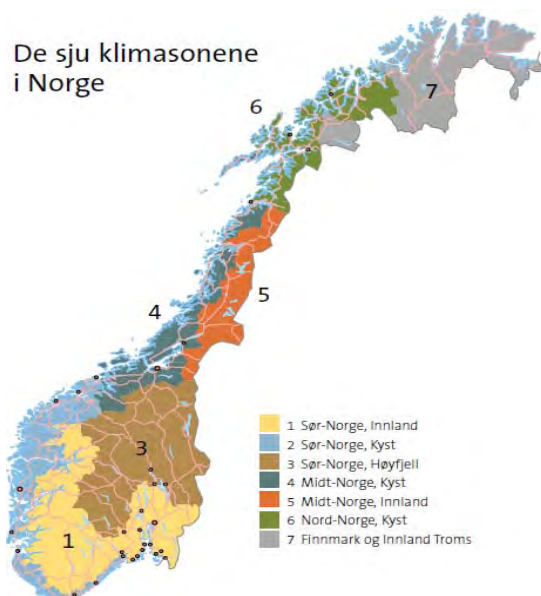 De sju klimasonene
i Norge
6
7
4
5
3
1
1 Sør-Norge, Innland
2 Sør-Norge, Kyst
3 Sør-Norge, Høyfjell
4 Midt-Norge, Kyst
5 Midt-Norge, Innland
6 Nord-Norge, Kyst
7 Finnmark og Innland Troms